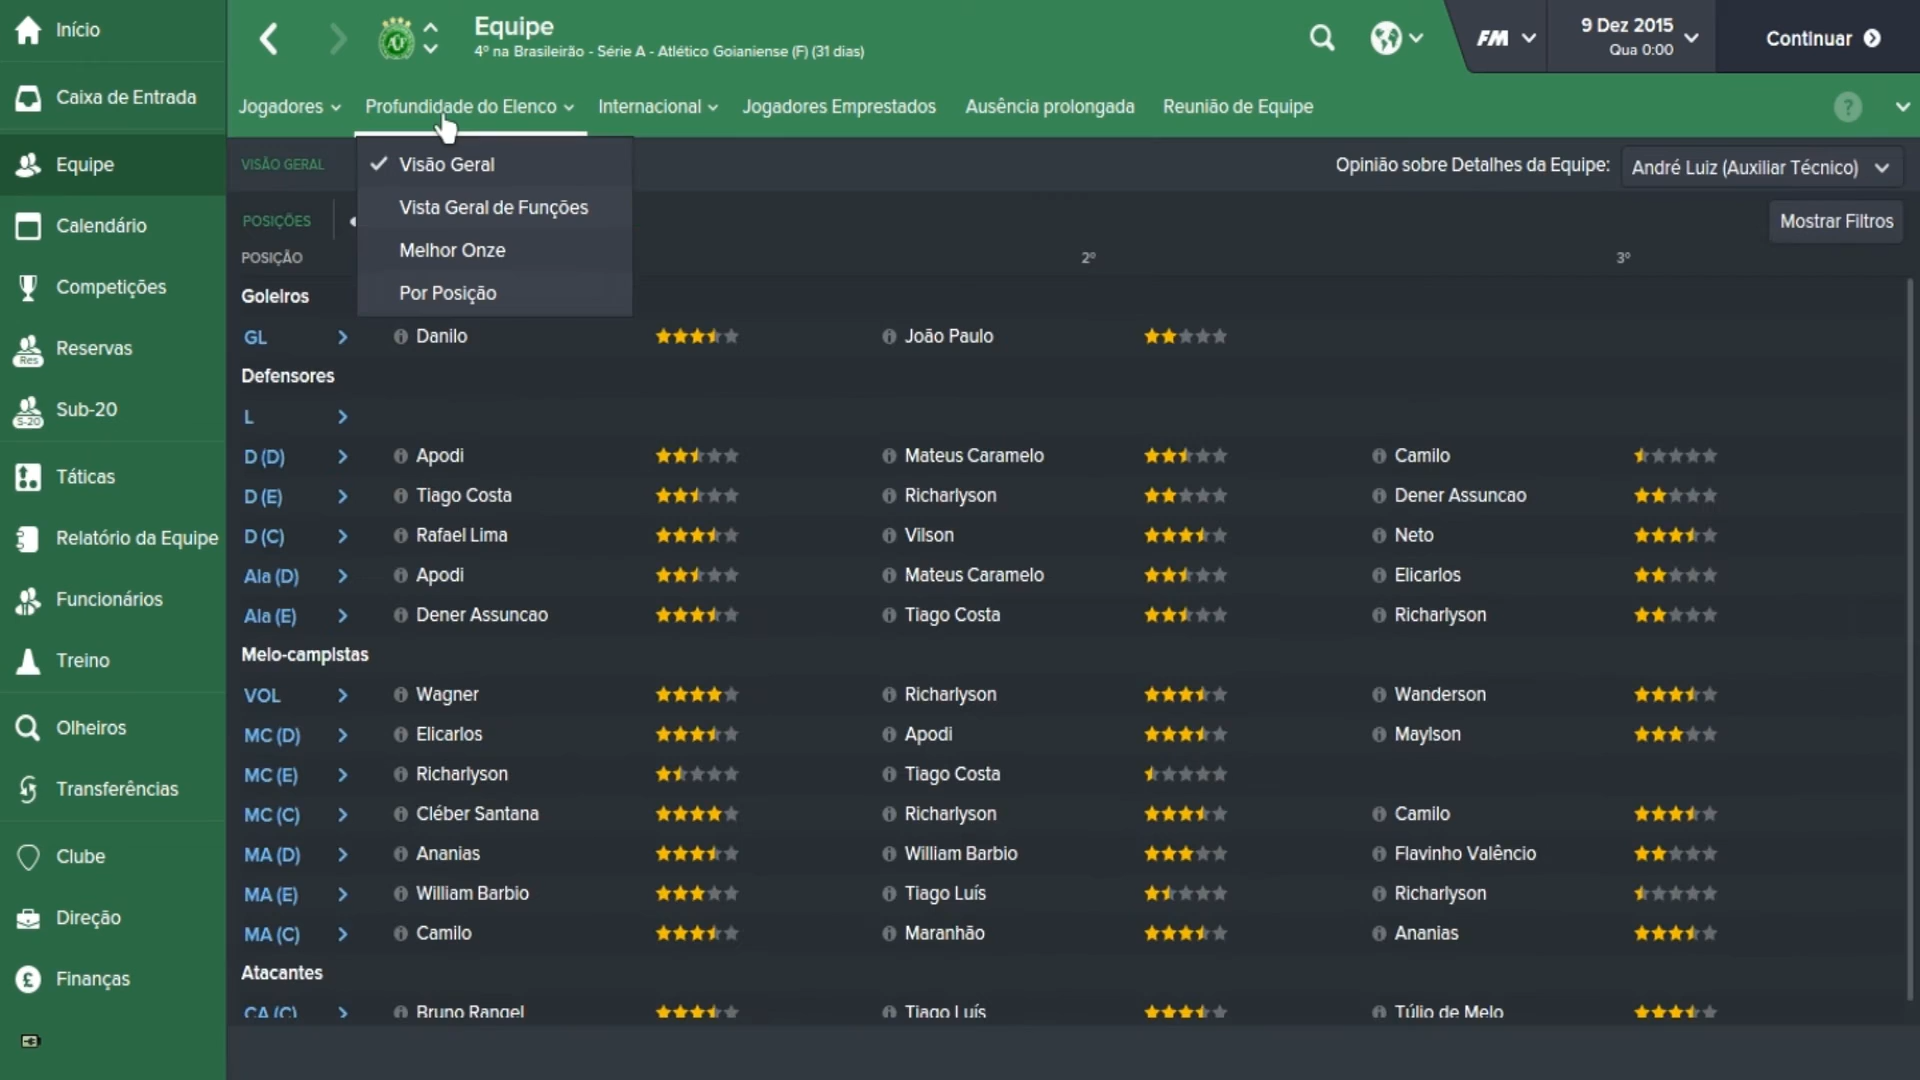 Início
Caixa de Entrada
Equipe
Calendário
Competições
Res
Reservas
S-20
Sub-20
Táticas
Relatório da Equipe
Funcionários
Treino
Olheiros
Transferências
Clube
Direção
£ Finanças
Equipe
4º na Brasileirão - Série A - Atlético Goianiense (F) (31 dias)
FM
9 Dez 2015
Qua 0:00
Continuar
Jogadores Profundidade do Elenco Internacional Jogadores Emprestados Ausência prolongada Reunião de Equipe ?
Visão Geral
Vista Geral de Funções
Melhor Onze
Por Posição
VISÃO GERAL
Opinião sobre Detalhes da Equipe: André Luiz (Auxiliar Técnico)
POSIÇÕES
Mostrar Filtros
POSIÇÃO 2º 3º
Goleiros
GL Danilo João Paulo
Defensores
L
D (D) Apodi Mateus Caramelo Camilo
D (E) Tiago Costa Richarlyson Dener Assuncao
D (C) Rafael Lima Vilson Neto
Ala (D) Apodi Mateus Caramelo Elicarlos
Ala (E) Dener Assuncao Tiago Costa Richarlyson
Meio-campistas
VOL Wagner Richarlyson Wanderson
MC (D) Elicarlos Apodi Maylson
MC (E) Richarlyson Tiago Costa
MC (C) Cléber Santana Richarlyson Camilo
MA (D) Ananias William Barbio Flavinho Valêncio
MA (E) William Barbio Tiago Luís Richarlyson
MA (C) Camilo Maranhão Ananias
Atacantes
CA (C) Bruno Rangel Tiago Luís Túlio de Melo